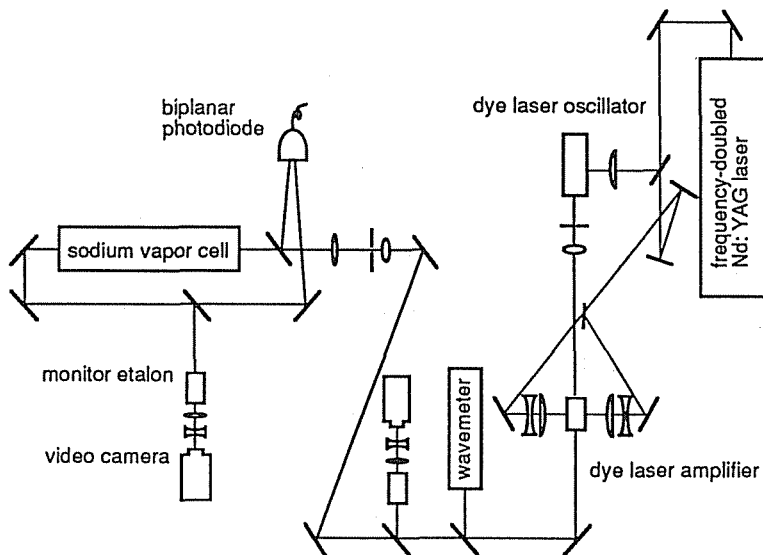 biplanar
photodiode
dye laser oscillator
frequency-doubled
Nd: YAG laser
sodium vapor cell
monitor etalon
video camera
wavemeter
dye laser amplifier